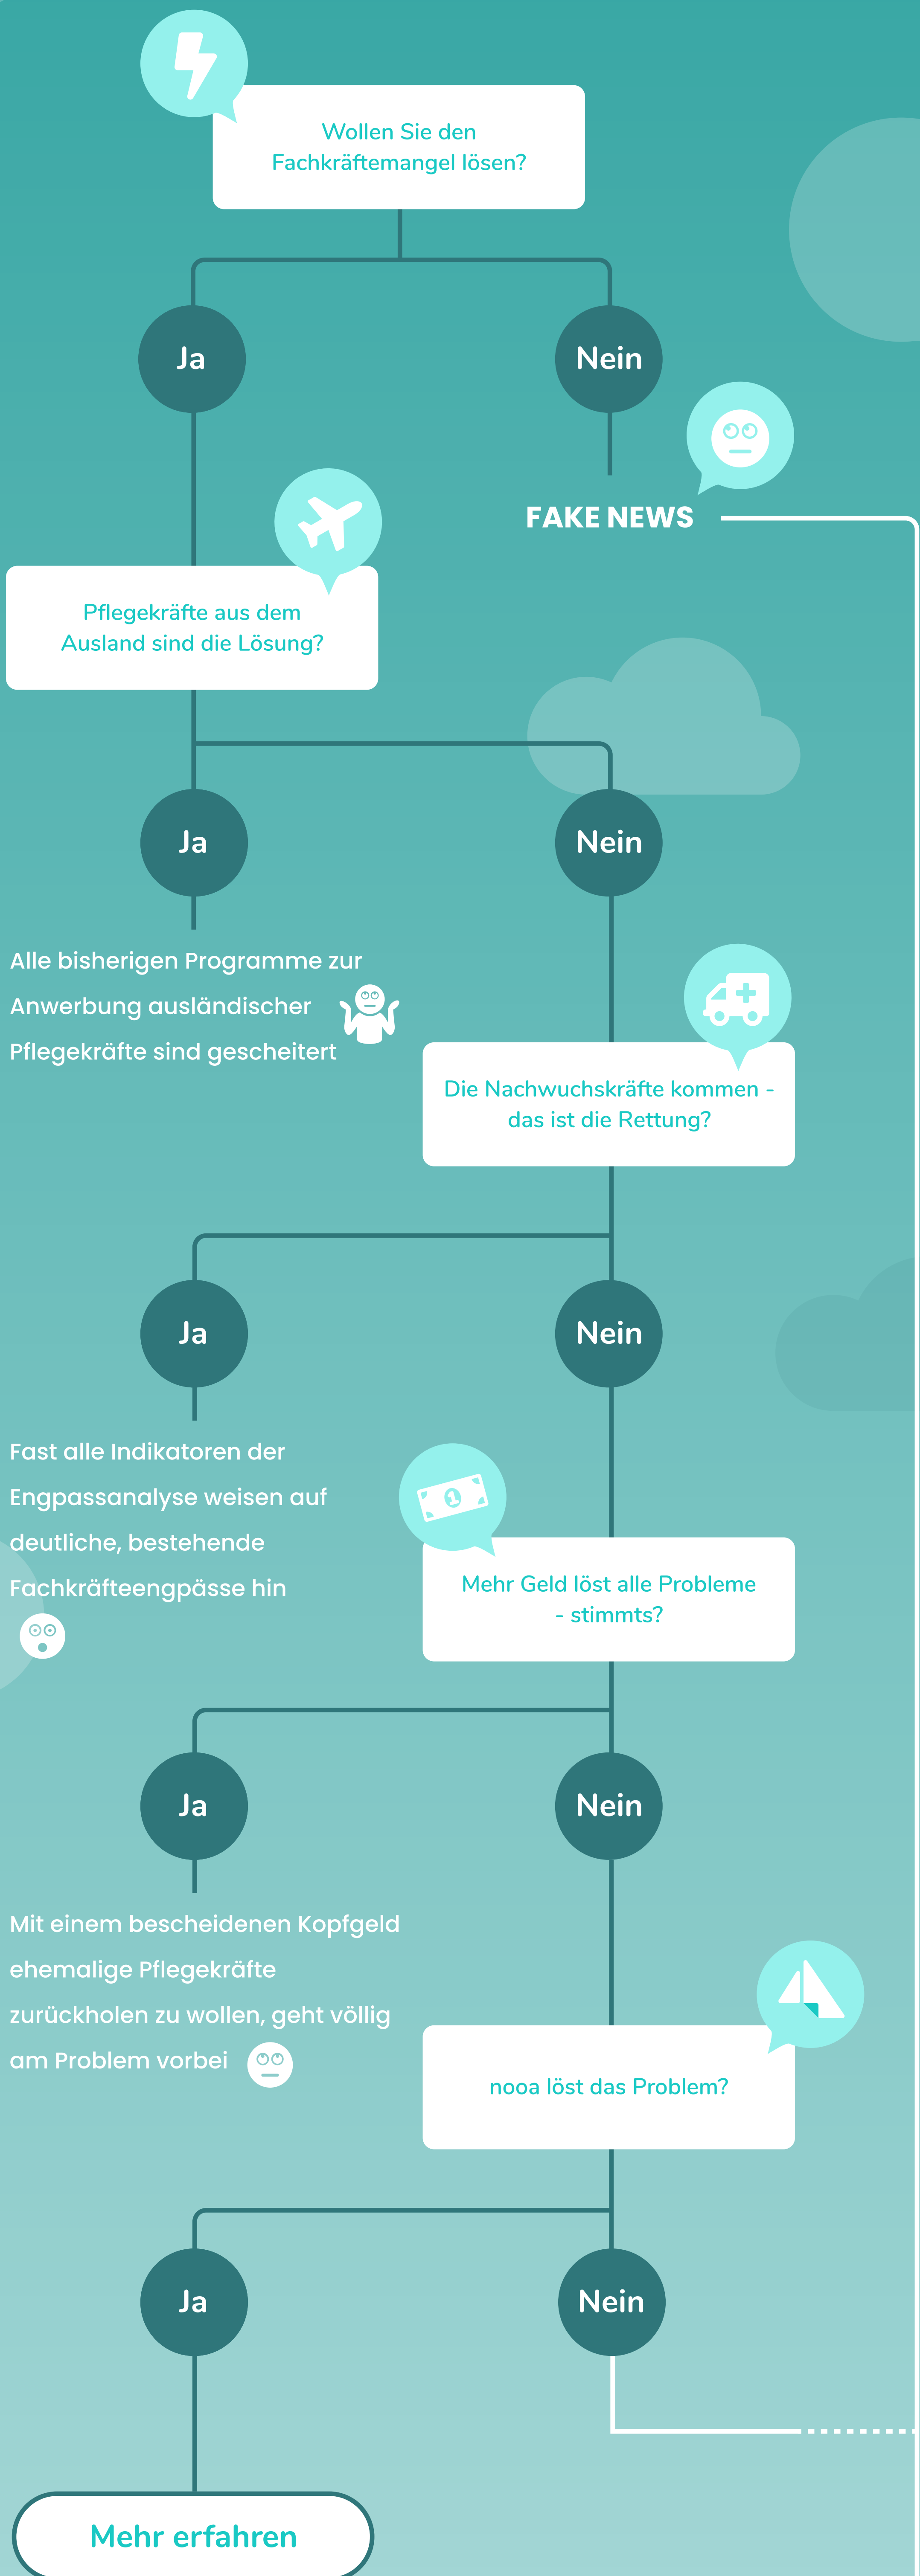 Wollen Sie den
Fachkräftemangel lösen?
Ja
Nein
FAKE NEWS
Pflegekräfte aus dem
Ausland sind die Lösung?
Ja
Nein
Alle bisherigen Programme zur
Anwerbung ausländischer
Pflegekräfte sind gescheitert
Die Nachwuchskräfte kommen -
das ist die Rettung?
Ja
Nein
Fast alle Indikatoren der
Engpassanalyse weisen auf
deutliche, bestehende
Fachkräfteengpässe hin
1
Mehr Geld löst alle Probleme
- stimmts?
Ja
Nein
Mit einem bescheidenen Kopfgeld
ehemalige Pflegekräfte
zurückholen zu wollen, geht völlig
am Problem vorbei
nooa löst das Problem?
Ja
Nein
Mehr erfahren